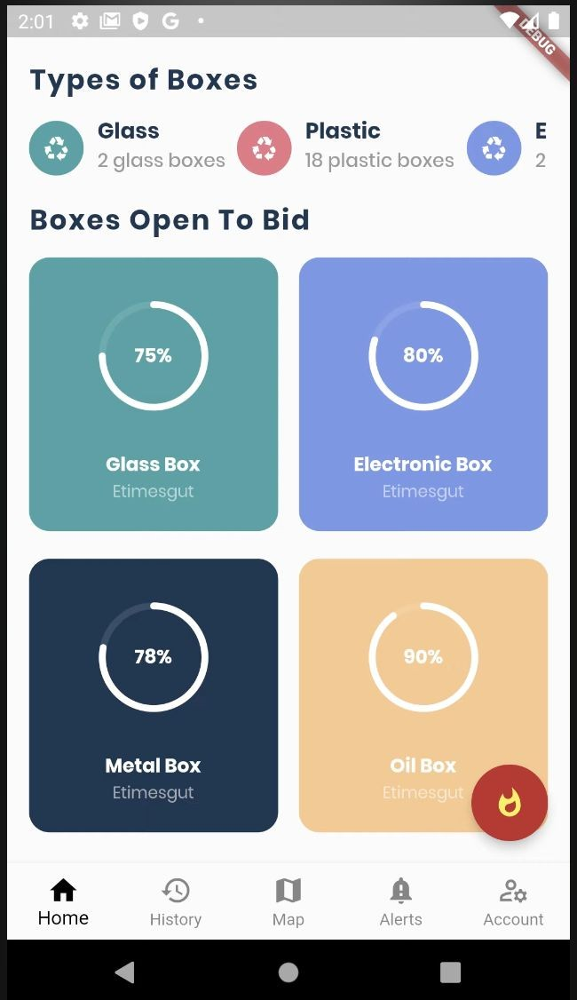 2:01
DEBUG
Types of Boxes
Glass
2 glass boxes
Plastic
18 plastic boxes
E
2
Boxes Open To Bid
75%
Glass Box
Etimesgut
80%
Electronic Box
Etimesgut
78%
Metal Box
Etimesgut
90%
Oil Box
Etimesgut
Home
History
Map
Alerts
Account